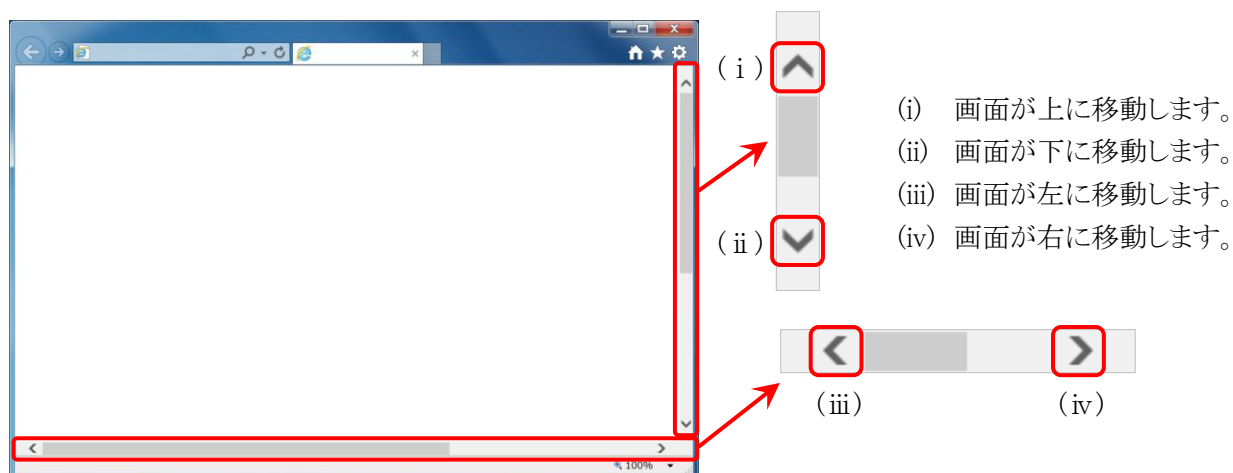 (ⅰ)
(ⅱ)
(i) 画面が上に移動します。
(ii) 画面が下に移動します。
(iii) 画面が左に移動します。
(iv) 画面が右に移動します。
(ⅲ)
(ⅳ)
100%